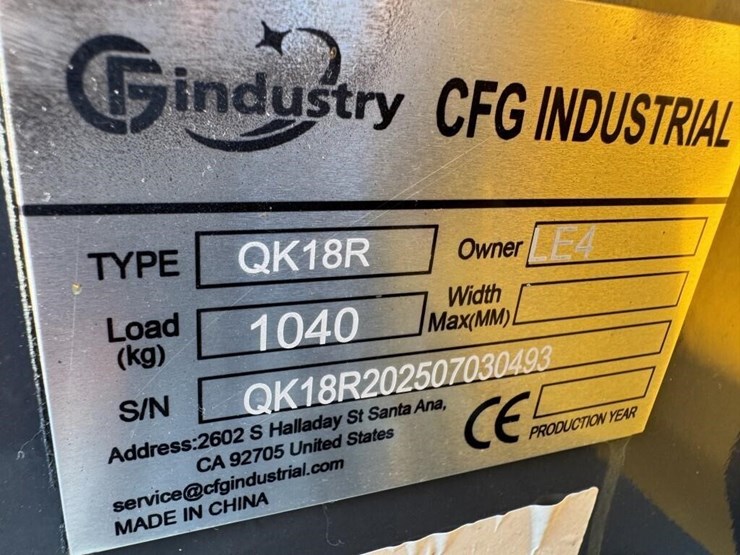 CFindustry CFG INDUSTRIAL
TYPE QK18R Owner LE4
Load (kg) 1040 Width Max(MM)
S/N QK18R202507030493
Address:2602 S Halladay St Santa Ana,
CA 92705 United States
service@cfgindustrial.com
MADE IN CHINA
CE PRODUCTION YEAR